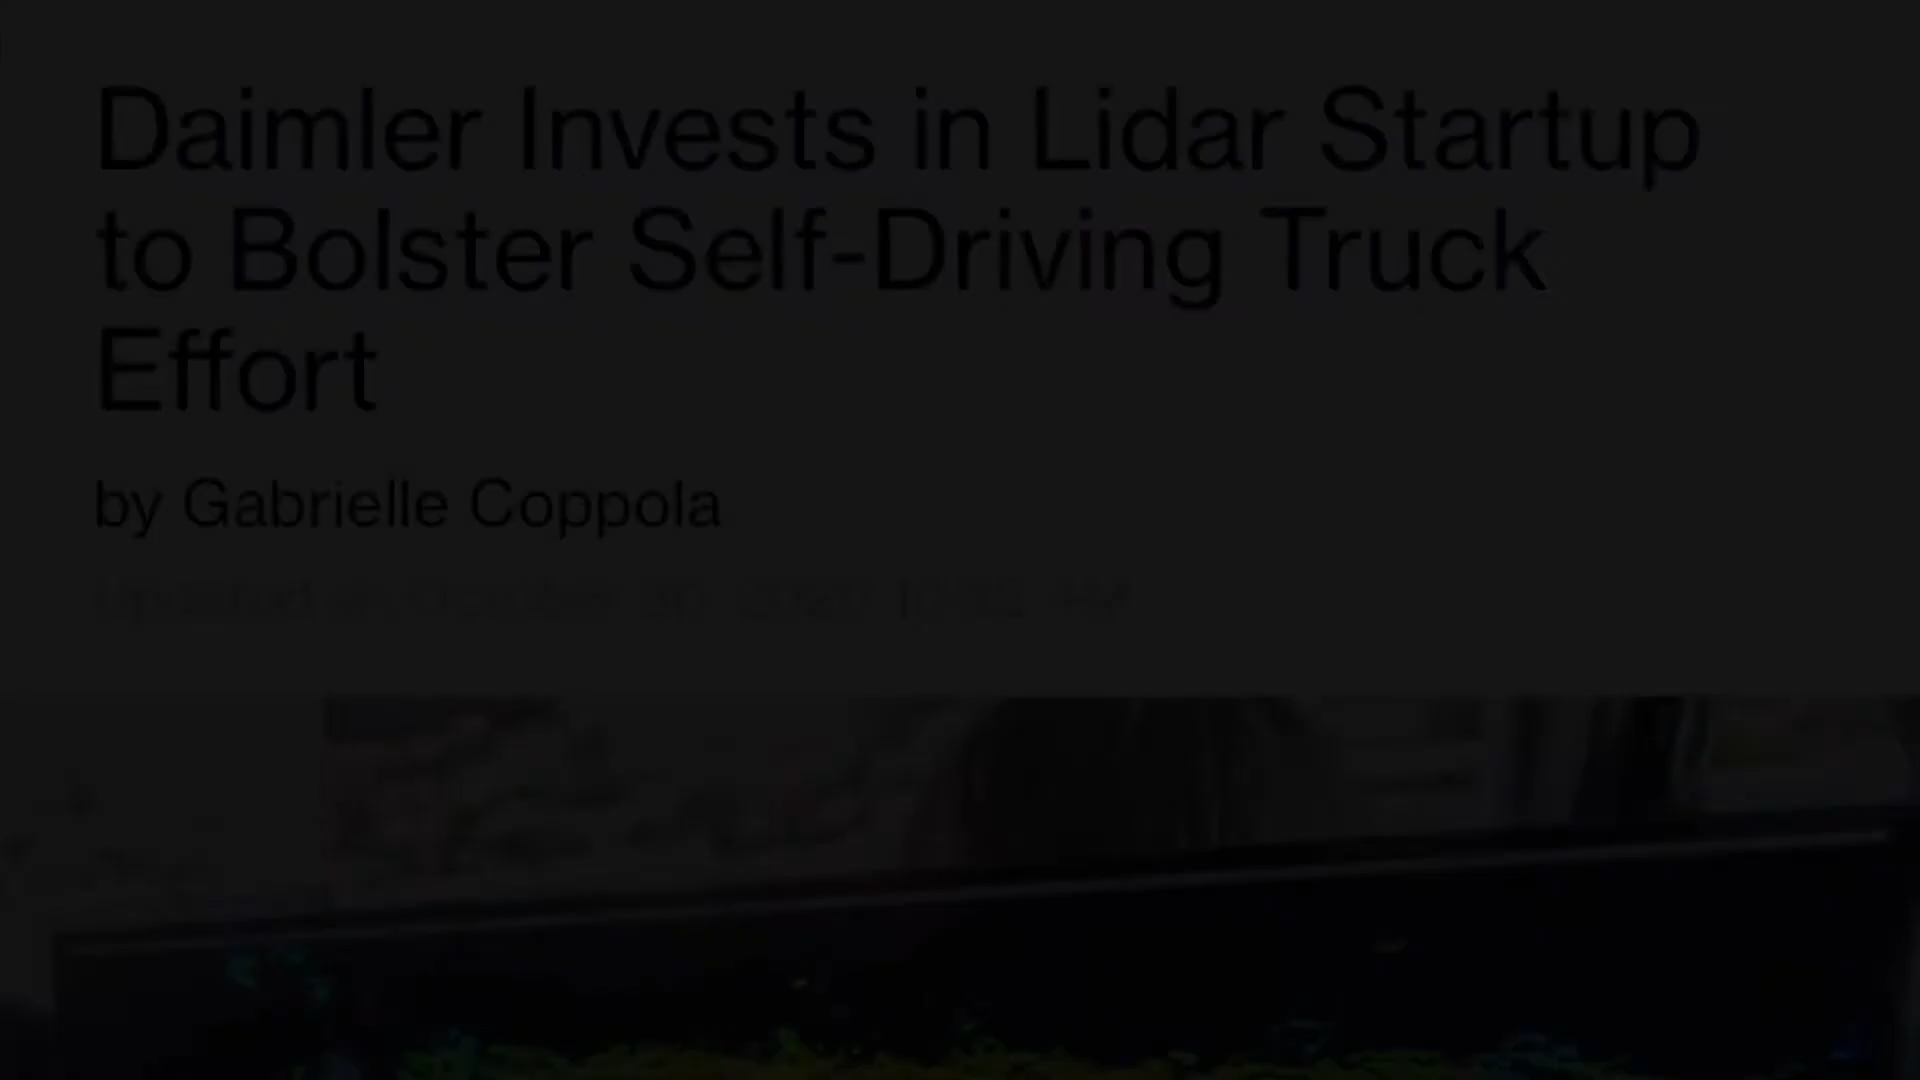 Daimler Invests in Lidar Startup
to Bolster Self-Driving Truck
Effort
by Gabrielle Coppola